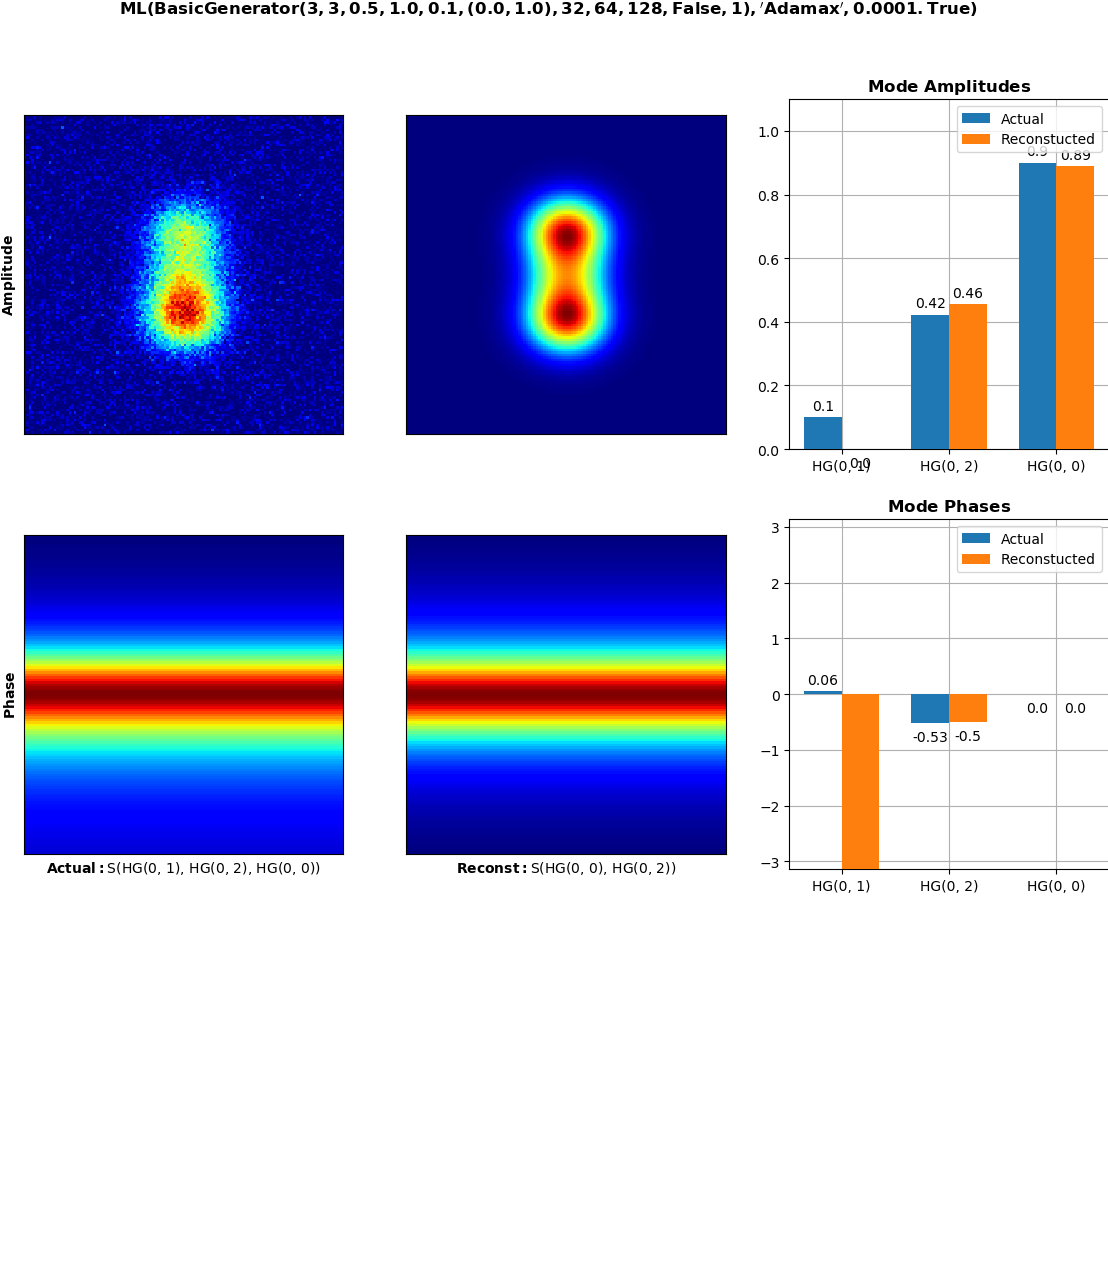 ML(BasicGenerator(3, 3, 0.5, 1.0, 0.1, (0.0, 1.0), 32, 64, 128, False, 1), ′Adamax′, 0.0001. True)
Amplitude
Mode Amplitudes
Actual
Reconstucted
1.0
0.8
0.6
0.4
0.2
0.0
0.1
0.0
0.42
0.46
0.9
0.89
HG(0, 1)
HG(0, 2)
HG(0, 0)
Phase
Actual: S(HG(0, 1), HG(0, 2), HG(0, 0))
Reconst: S(HG(0, 0), HG(0, 2))
Mode Phases
Actual
Reconstucted
3
2
1
0
−1
−2
−3
0.06
-0.53
-0.5
0.0
0.0
HG(0, 1)
HG(0, 2)
HG(0, 0)